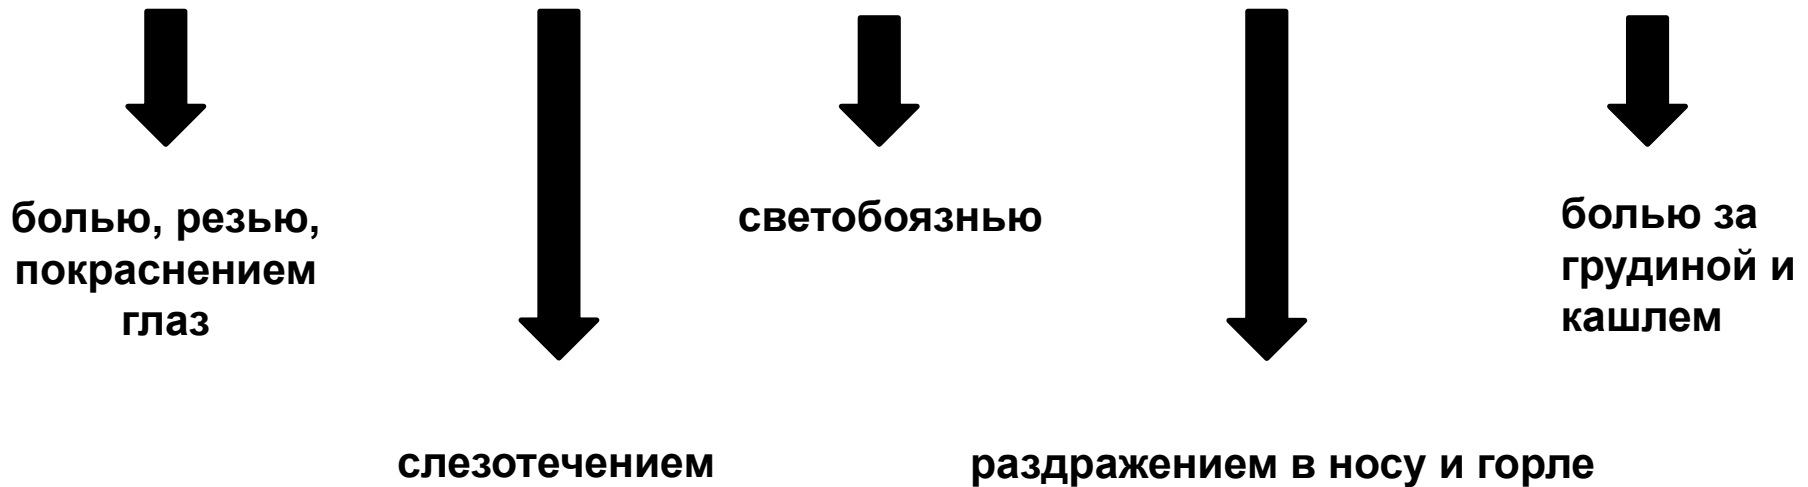 болью, резью,
покраснением
глаз
светобоязнью
болью за
грудиной и
кашлем
слезотечением
раздражением в носу и горле